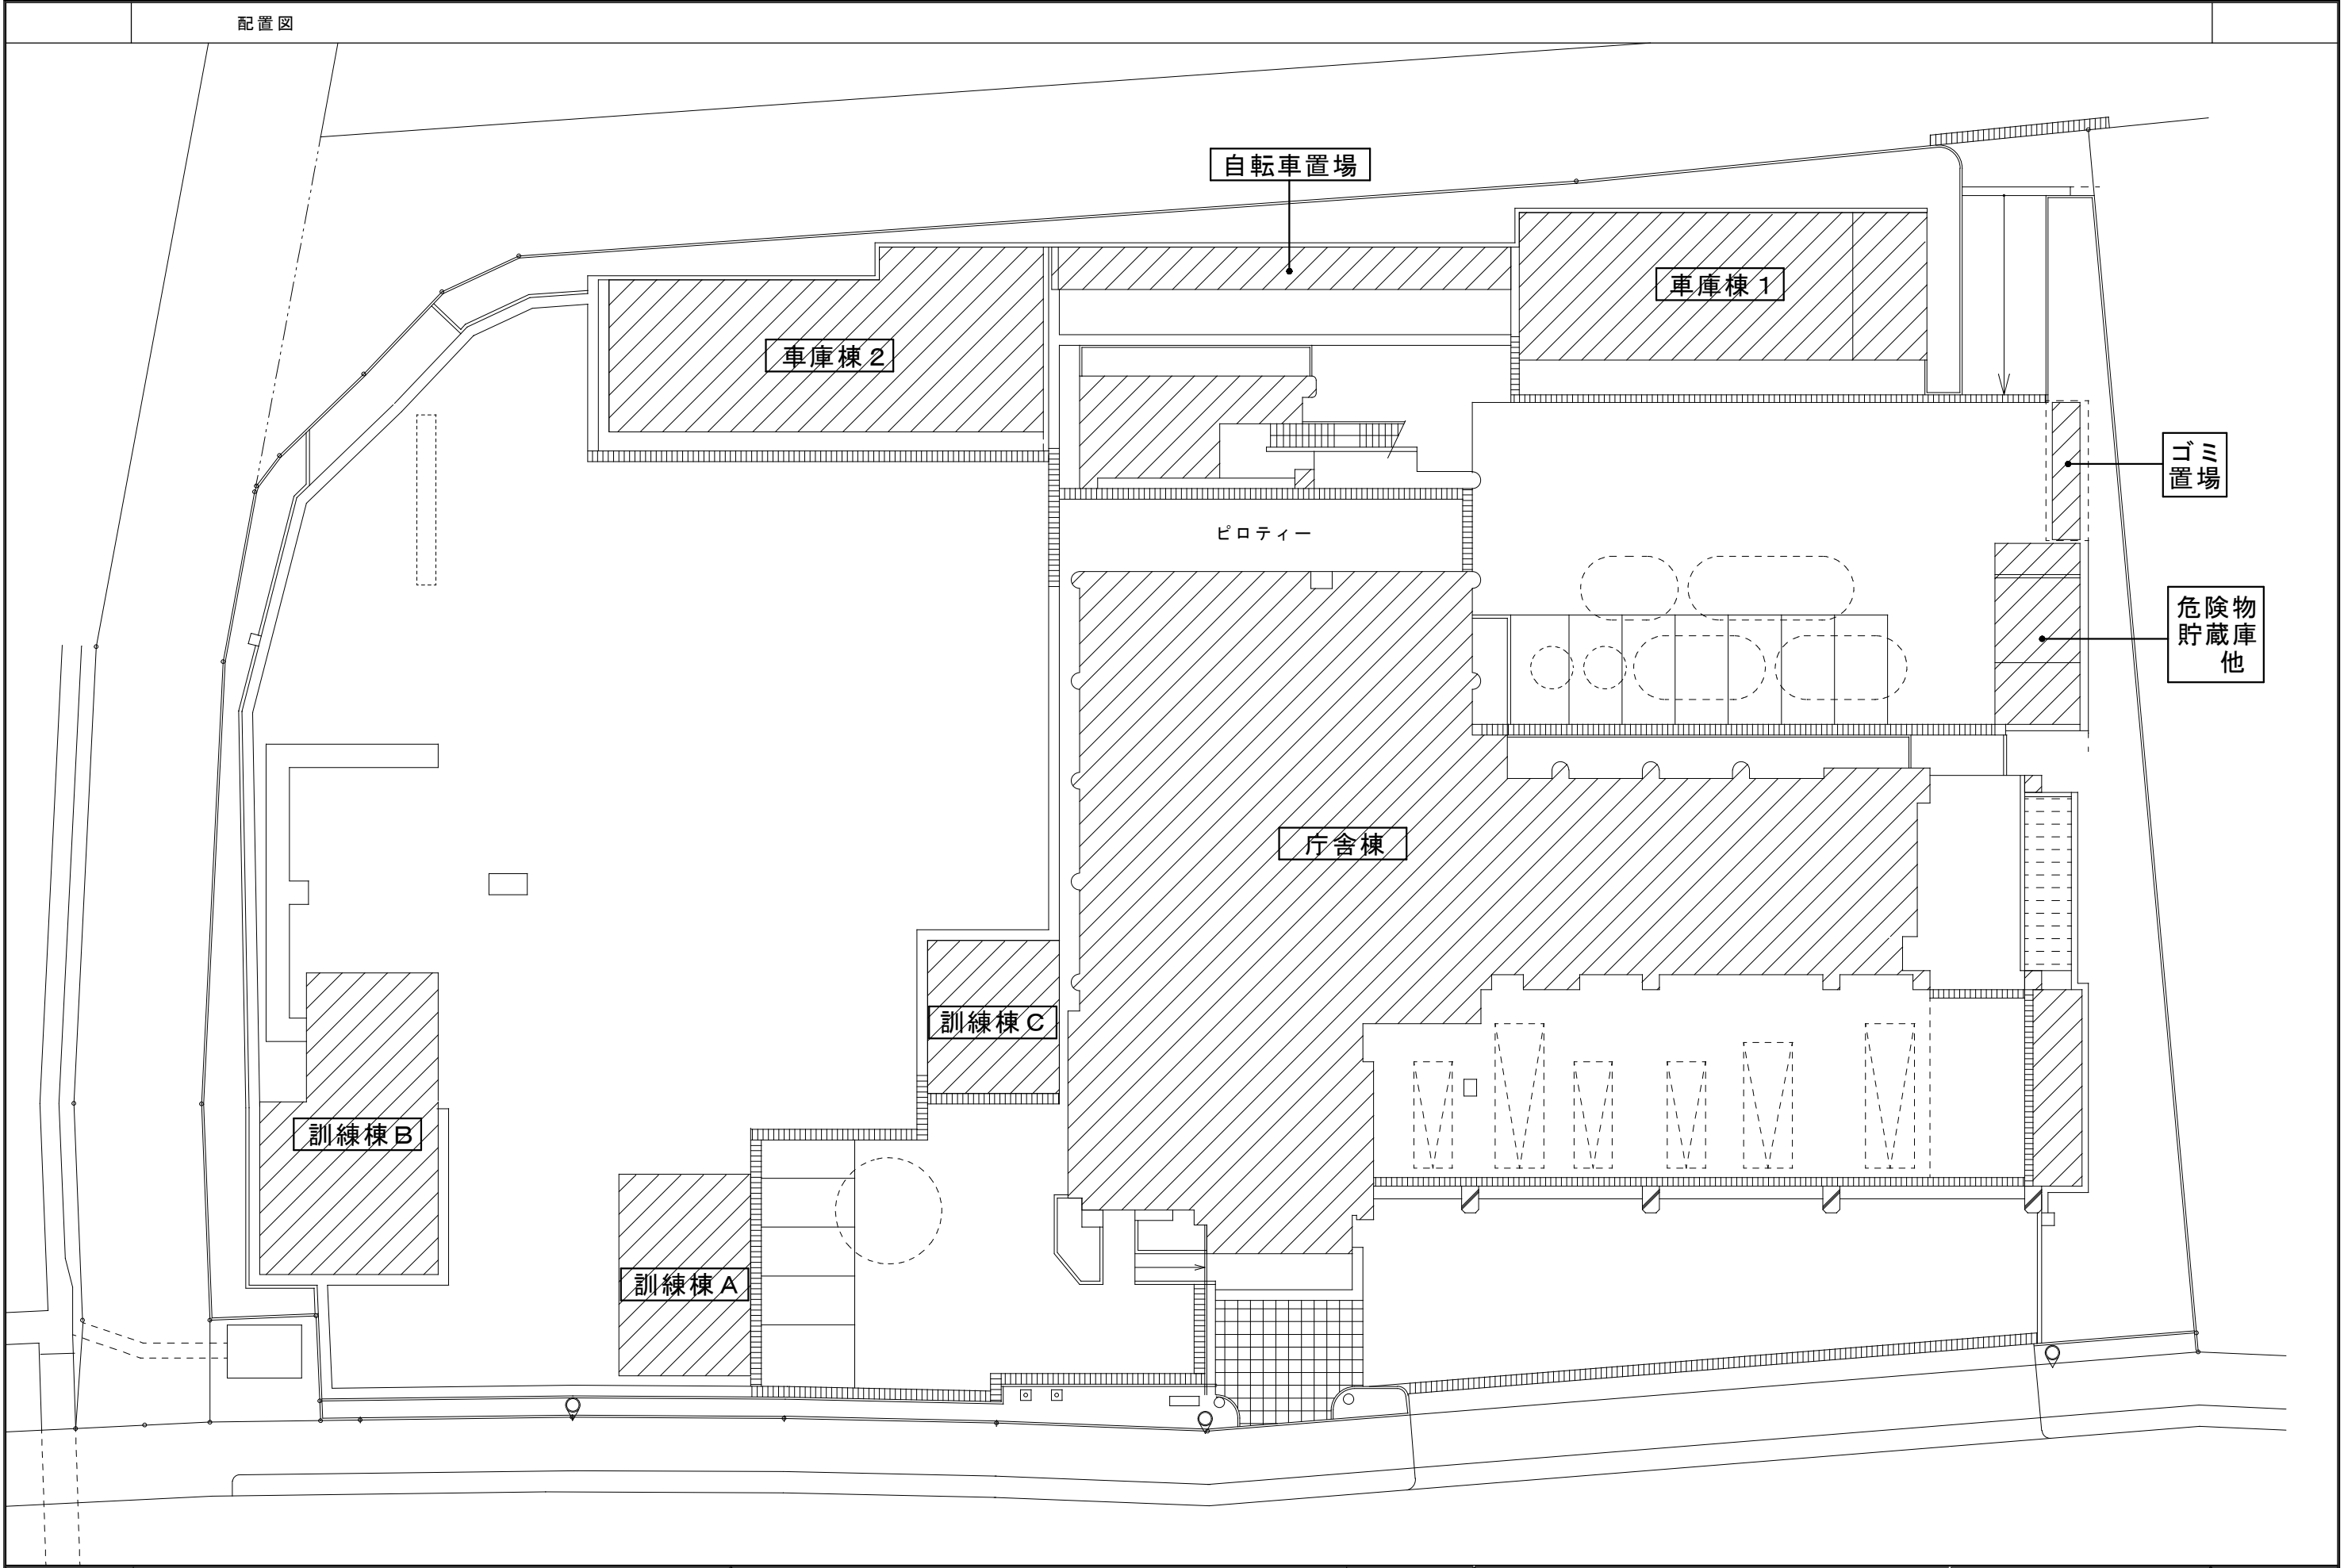 配置図
自転車置場
車庫棟１
車庫棟２
ゴミ
置場
ピロティー
危険物
貯蔵庫
他
庁舎棟
訓練棟Ｃ
訓練棟Ｂ
訓練棟Ａ